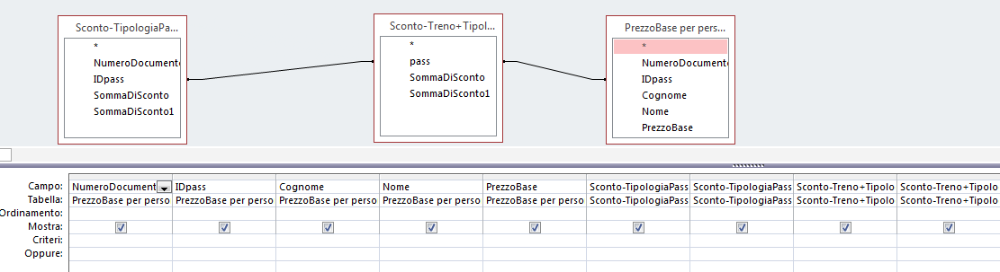 Sconto-TipologiaPa...
*
NumeroDocumento
IDpass
SommaDiSconto
SommaDiSconto1
Sconto-Treno+Tipol...
*
pass
SommaDiSconto
SommaDiSconto1
PrezzoBase per pers...
*
NumeroDocumento
IDpass
Cognome
Nome
PrezzoBase
Campo: NumeroDocument IDpass Cognome Nome PrezzoBase Sconto-TipologiaPass Sconto-TipologiaPass Sconto-Treno+Tipolo Sconto-Treno+Tipolo
Tabella: PrezzoBase per perso PrezzoBase per perso PrezzoBase per perso PrezzoBase per perso PrezzoBase per perso Sconto-TipologiaPass Sconto-TipologiaPass Sconto-Treno+Tipolo Sconto-Treno+Tipolo
Ordinamento:
Mostra:
Criteri:
Oppure: